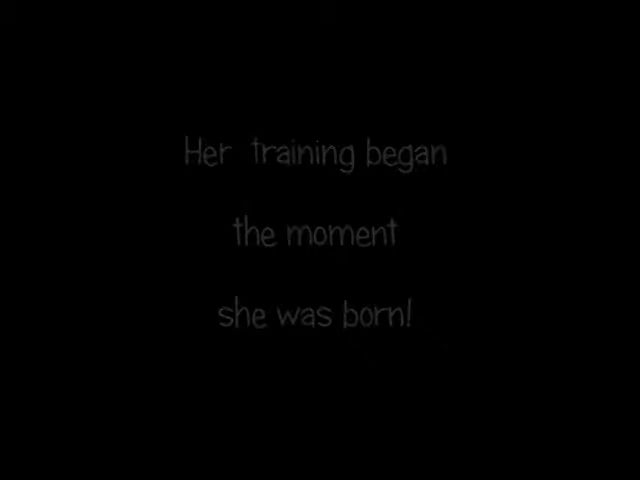 Her training began
the moment
she was born!